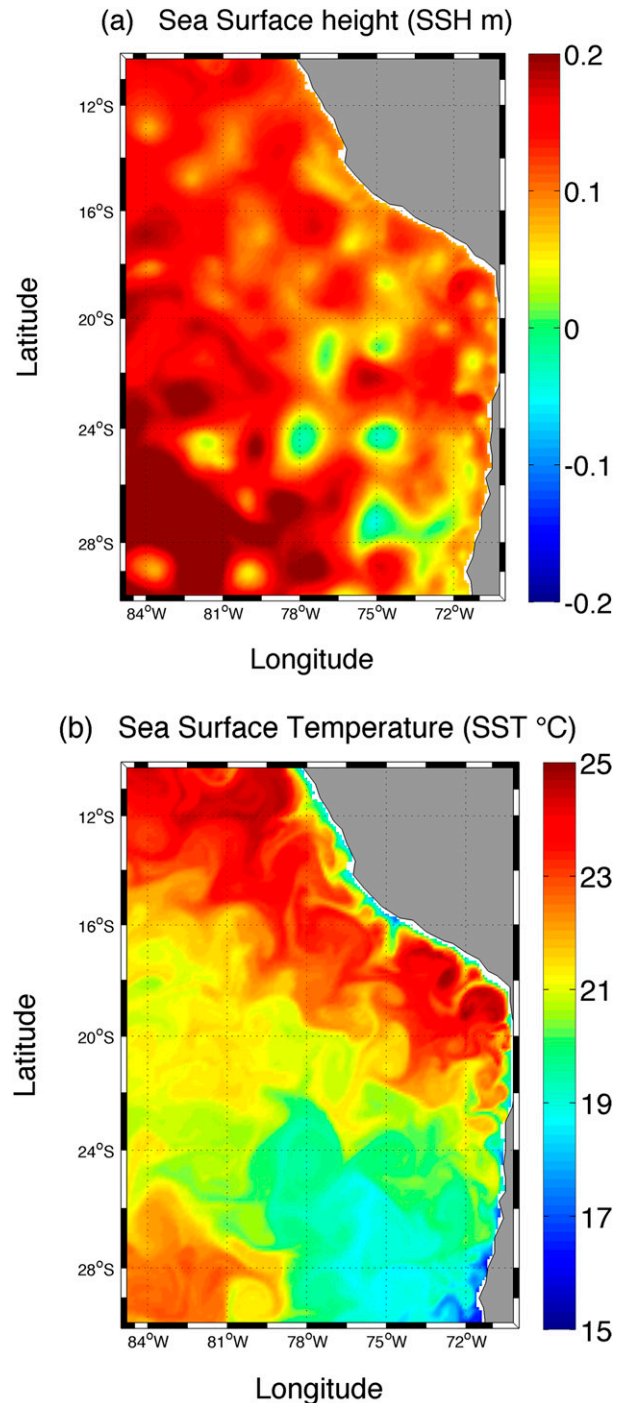 (a) Sea Surface height (SSH m)
12°S
16°S
20°S
24°S
28°S
Latitude
84°W 81°W 78°W 75°W 72°W
Longitude
0.2
0.1
0
-0.1
-0.2
(b) Sea Surface Temperature (SST °C)
12°S
16°S
20°S
24°S
28°S
Latitude
84°W 81°W 78°W 75°W 72°W
Longitude
25
23
21
19
17
15